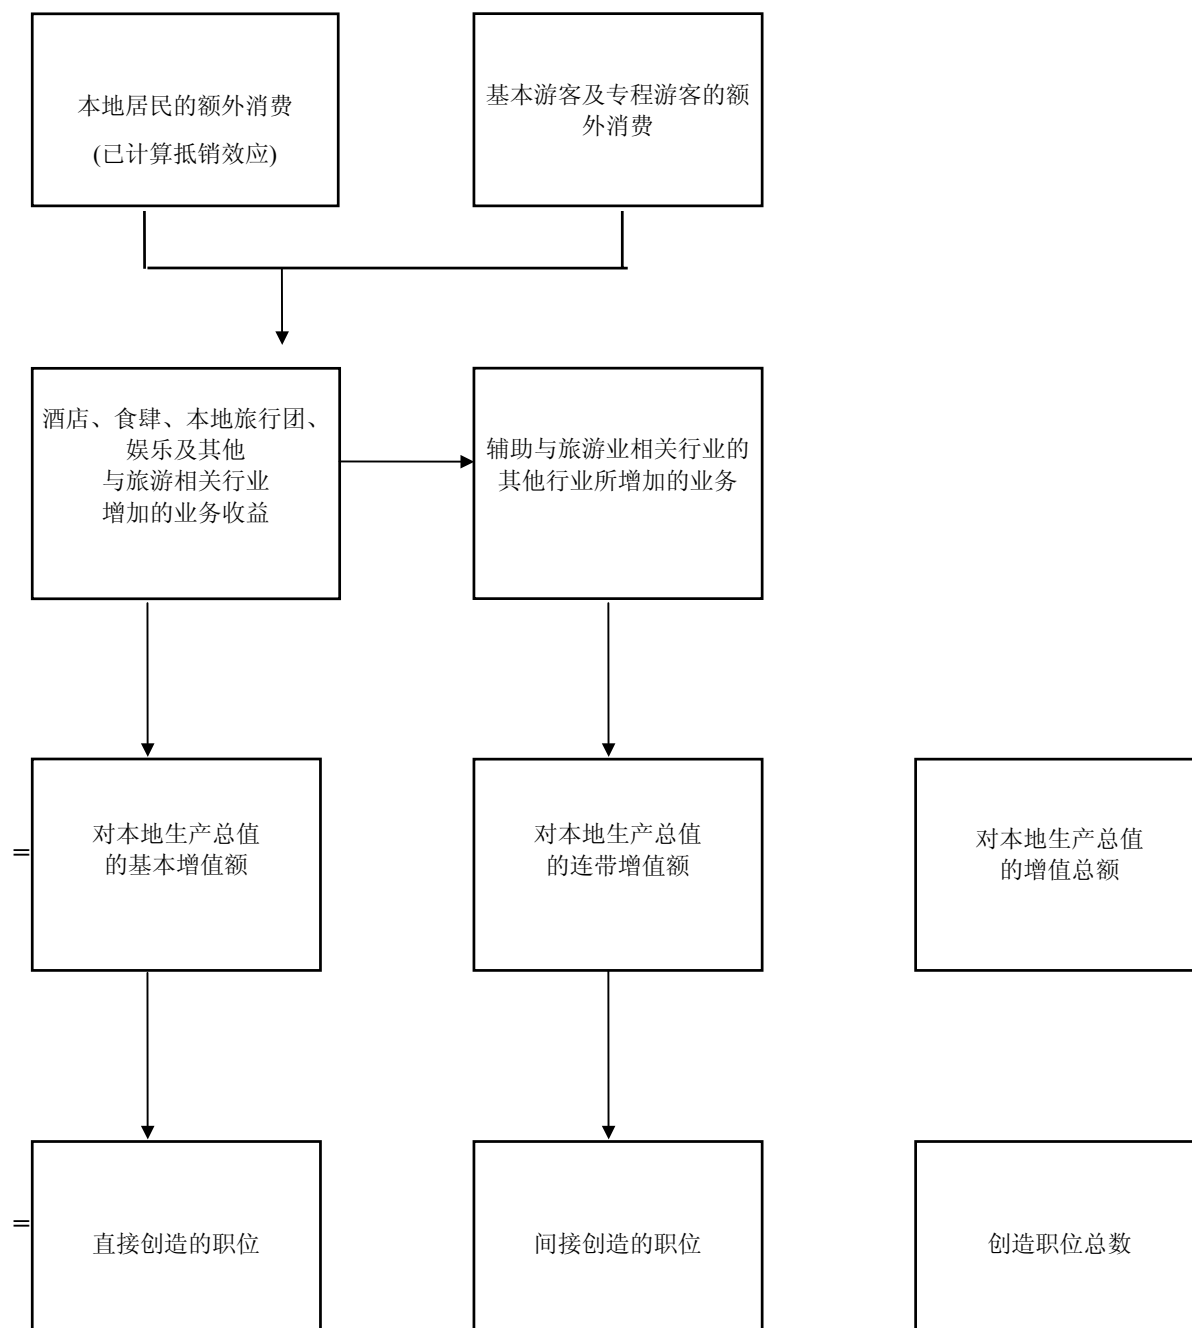 本地居民的额外消费
(已计算抵销效应)
基本游客及专程游客的额
外消费
酒店、食肆、本地旅行团、
娱乐及其他
与旅游相关行业
增加的业务收益
辅助与旅游业相关行业的
其他行业所增加的业务
=
对本地生产总值
的基本增值额
对本地生产总值
的连带增值额
对本地生产总值
的增值总额
=
直接创造的职位
间接创造的职位
创造职位总数